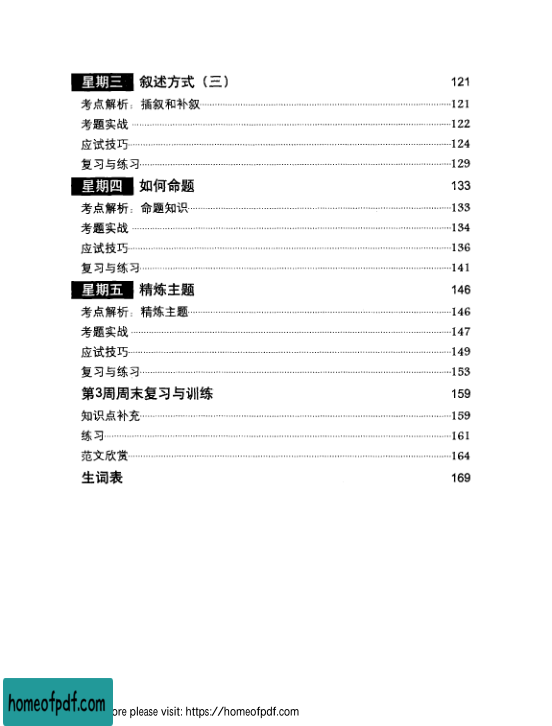 星期三 叙述方式（三） 121
考点解析：插叙和补叙 121
考题实战 122
应试技巧 124
复习与练习 129
星期四 如何命题 133
考点解析：命题知识 133
考题实战 134
应试技巧 136
复习与练习 141
星期五 精炼主题 146
考点解析：精炼主题 146
考题实战 147
应试技巧 149
复习与练习 153
第3周周末复习与训练 159
知识点补充 159
练习 161
范文欣赏 164
生词表 169
homeofpdf.com
ore please visit: https://homeofpdf.com